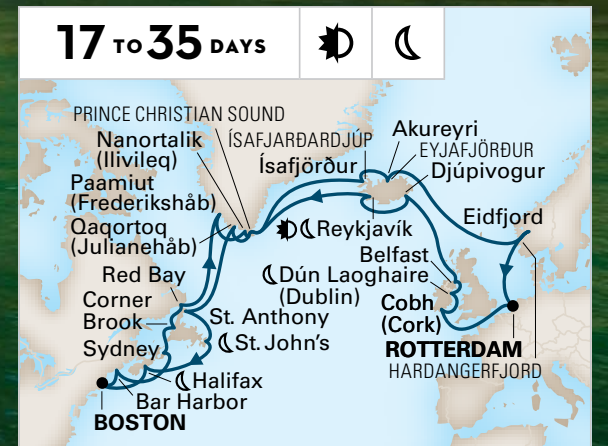 17 TO 35 DAYS
PRINCE CHRISTIAN SOUND
Nanortalik
(Ilivileq)
ÍSAFJARÐARDJÚP
Ísafjörður
Akureyri
EYJAFJÖRÐUR
Djúpivogur
Paamiut
(Frederikshåb)
Qaqortoq
(Julianehåb)
Reykjavík
Eidfjord
Belfast
Dún Laoghaire
(Dublin)
Red Bay
Corner
Brook
St. Anthony
Cobh
(Cork)
Sydney
St. John's
ROTTERDAM
HARDANGERFJORD
Halifax
Bar Harbor
BOSTON